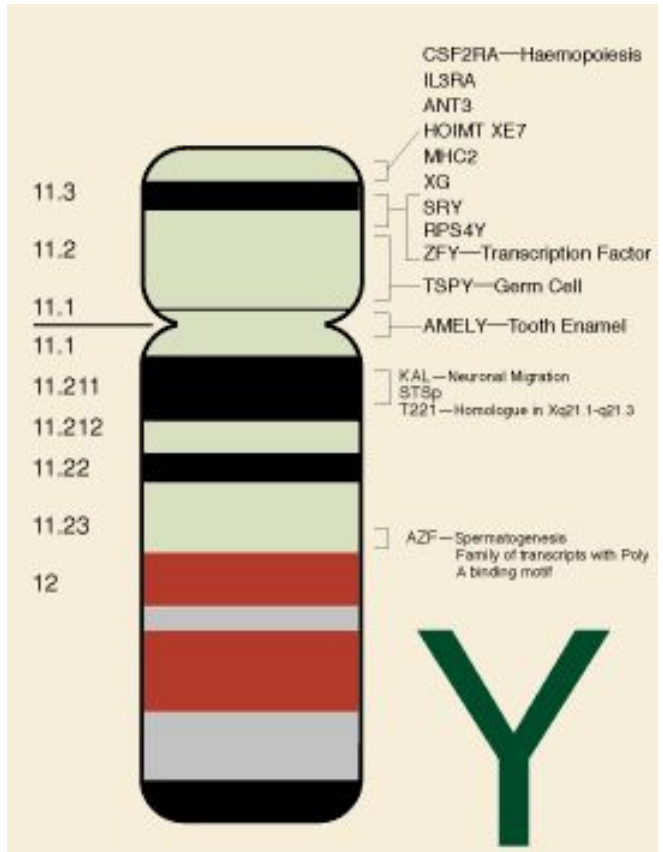 CSF2RA—Haemopoiesis
IL3RA
ANT3
HOIMT XE7
MHC2
XG
SRY
RPS4Y
ZFY—Transcription Factor
TSPY—Germ Cell
AMELY—Tooth Enamel
KAL—Neuronal Migration
STSp
T221—Homologue in Xq21.1-q21.3
AZF—Spermatogenesis
Family of transcripts with Poly
A binding motif
11.3
11.2
11.1
11.1
11.211
11.212
11.22
11.23
12
Y